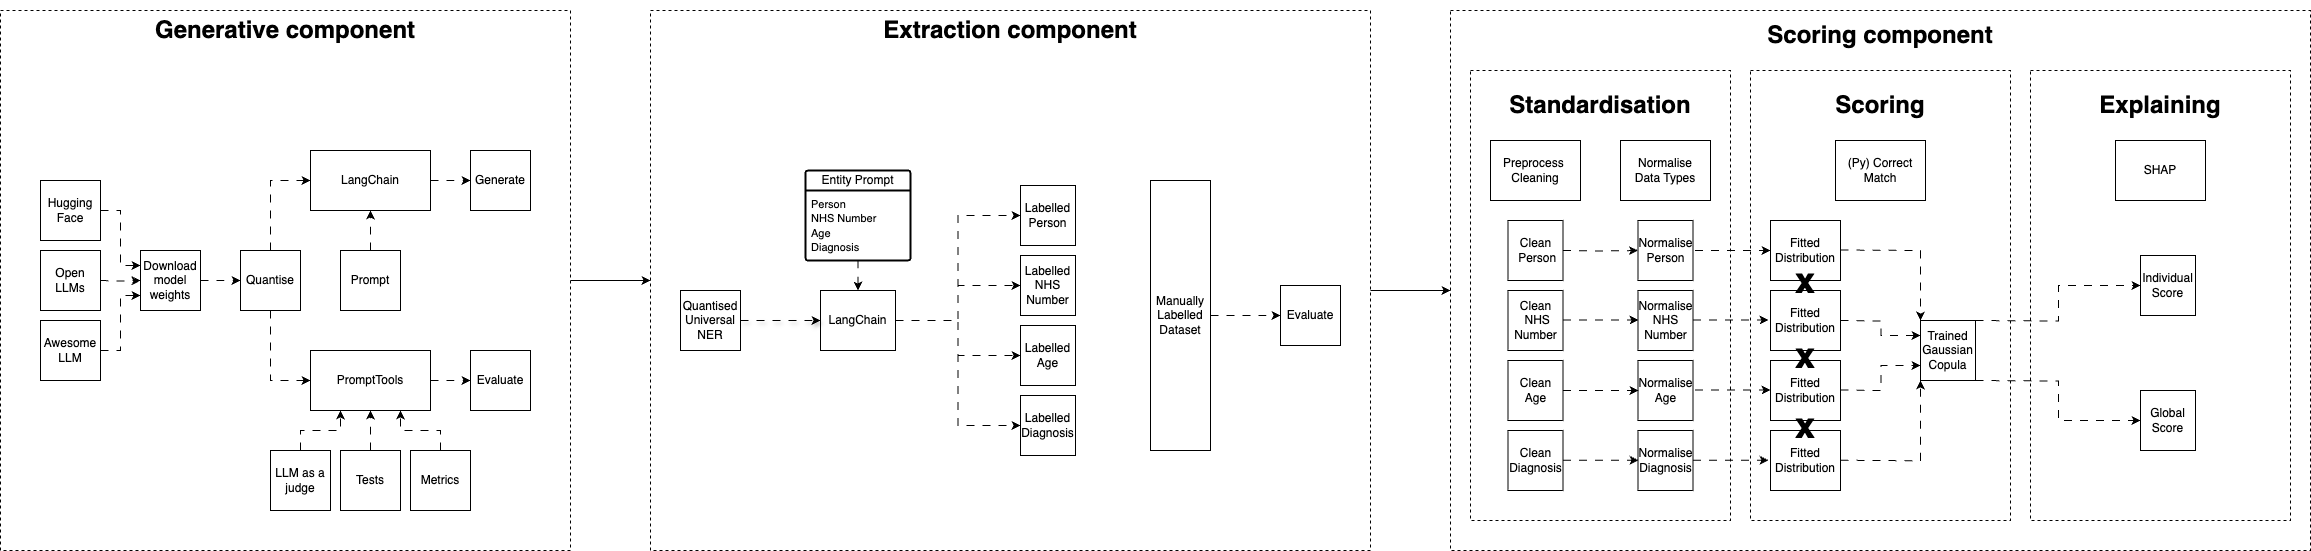 Generative component
Hugging
Face
Open
LLMs
Awesome
LLM
Download
model
weights
Quantise
LangChain
Generate
Prompt
PromptTools
Evaluate
LLM as a
judge
Tests
Metrics
Extraction component
Quantised
Universal
NER
Entity Prompt
Person
NHS Number
Age
Diagnosis
LangChain
Labelled
Person
Labelled
NHS
Number
Labelled
Age
Labelled
Diagnosis
Manually
Labelled
Dataset
Evaluate
Scoring component
Standardisation
Preprocess
Cleaning
Normalise
Data Types
Clean
Person
Normalise
Person
Clean
NHS
Number
Normalise
NHS
Number
Clean
Age
Normalise
Age
Clean
Diagnosis
Normalise
Diagnosis
Scoring
(Py) Correct
Match
Fitted
Distribution
X
Fitted
Distribution
X
Fitted
Distribution
X
Fitted
Distribution
Trained
Gaussian
Copula
Explaining
SHAP
Individual
Score
Global
Score